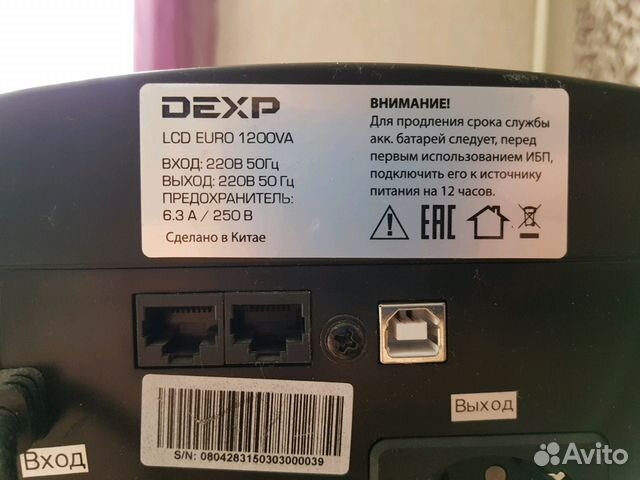 DEXP
LCD EURO 1200VA
ВХОД: 220В 50Гц
ВЫХОД: 220В 50 Гц
ПРЕДОХРАНИТЕЛЬ:
6.3 А / 250 В
Сделано в Китае
ВНИМАНИЕ!
Для продления срока службы
акк. батарей следует, перед
первым использованием ИБП,
подключить его к источнику
питания на 12 часов.
EAC
S/N: 0804283150303000039
Вход
Выход
Avito